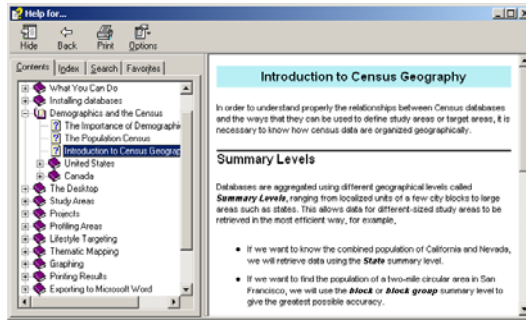 Help for...
Hide Back Print Options
Contents Index Search Favorites
What You Can Do
Installing databases
Demographics and the Census
The Importance of Demographi
The Population Census
Introduction to Census Geograp
United States
Canada
The Desktop
Study Areas
Projects
Profiling Areas
Lifestyle Targeting
Thematic Mapping
Graphing
Printing Results
Exporting to Microsoft Word
Introduction to Census Geography
In order to understand properly the relationships between Census databases
and the ways that they can be used to define study areas or target areas, it is
necessary to know how census data are organized geographically.
Summary Levels
Databases are aggregated using different geographical levels called
Summary Levels, ranging from localized units of a few city blocks to large
areas such as states. This allows data for different-sized study areas to be
retrieved in the most efficient way, for example,
If we want to know the combined population of California and Nevada,
we will retrieve data using the State summary level.
If we want to find the population of a two-mile circular area in San
Francisco, we will use the block or block group summary level to
give the greatest possible accuracy.